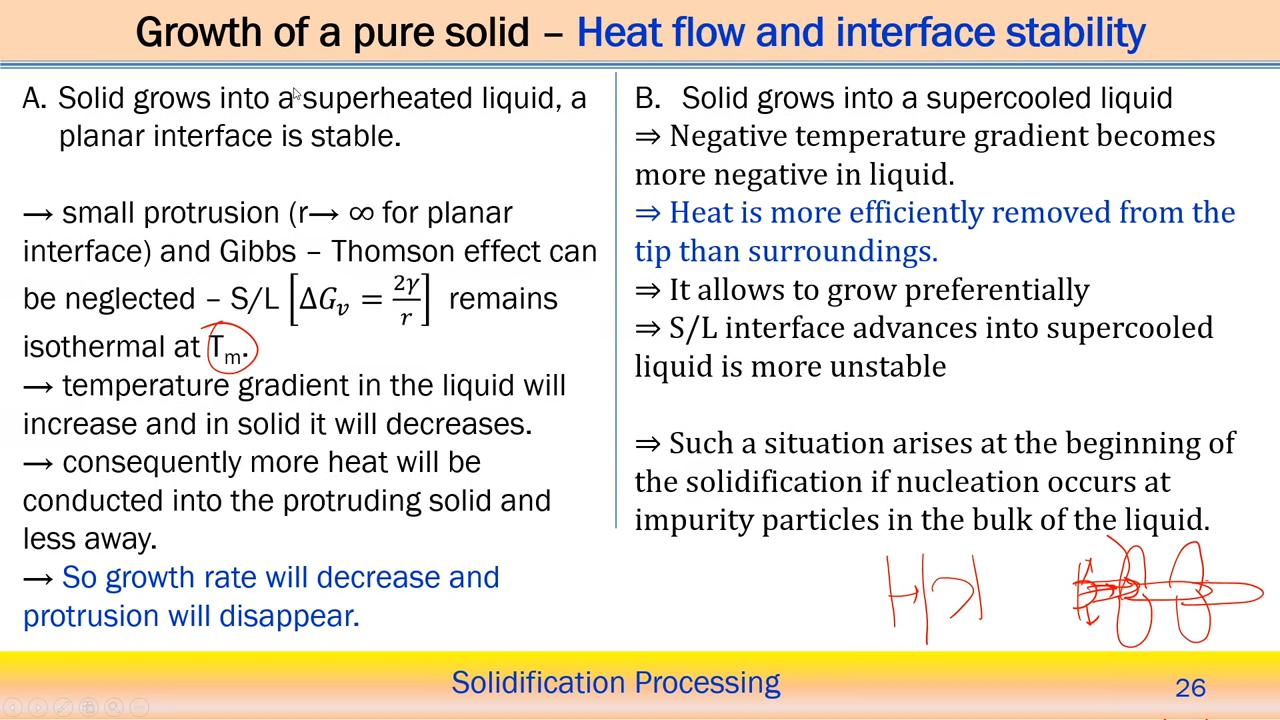 Growth of a pure solid – Heat flow and interface stability
A. Solid grows into a superheated liquid, a
planar interface is stable.
→ small protrusion (r→ ∞ for planar
interface) and Gibbs – Thomson effect can
be neglected – S/L [ΔG_v = 2γ/r] remains
isothermal at T_m.
→ temperature gradient in the liquid will
increase and in solid it will decreases.
→ consequently more heat will be
conducted into the protruding solid and
less away.
→ So growth rate will decrease and
protrusion will disappear.
B. Solid grows into a supercooled liquid
⇒ Negative temperature gradient becomes
more negative in liquid.
⇒ Heat is more efficiently removed from the
tip than surroundings.
⇒ It allows to grow preferentially
⇒ S/L interface advances into supercooled
liquid is more unstable
⇒ Such a situation arises at the beginning of
the solidification if nucleation occurs at
impurity particles in the bulk of the liquid.
Solidification Processing
26